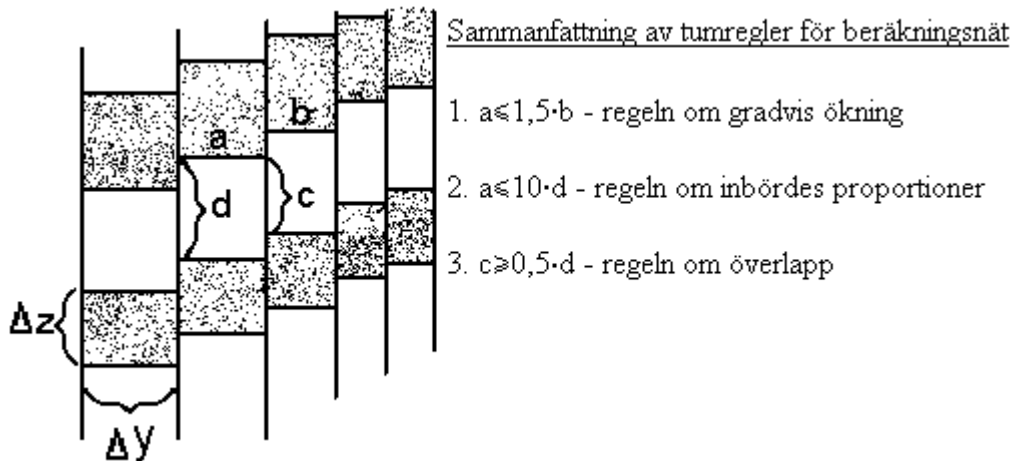 Sammanfattning av tumregler för beräkningsnät
1. a⩽1,5·b - regeln om gradvis ökning
2. a⩽10·d - regeln om inbördes proportioner
3. c⩾0,5·d - regeln om överlapp
a
b
d
c
Δz
Δy